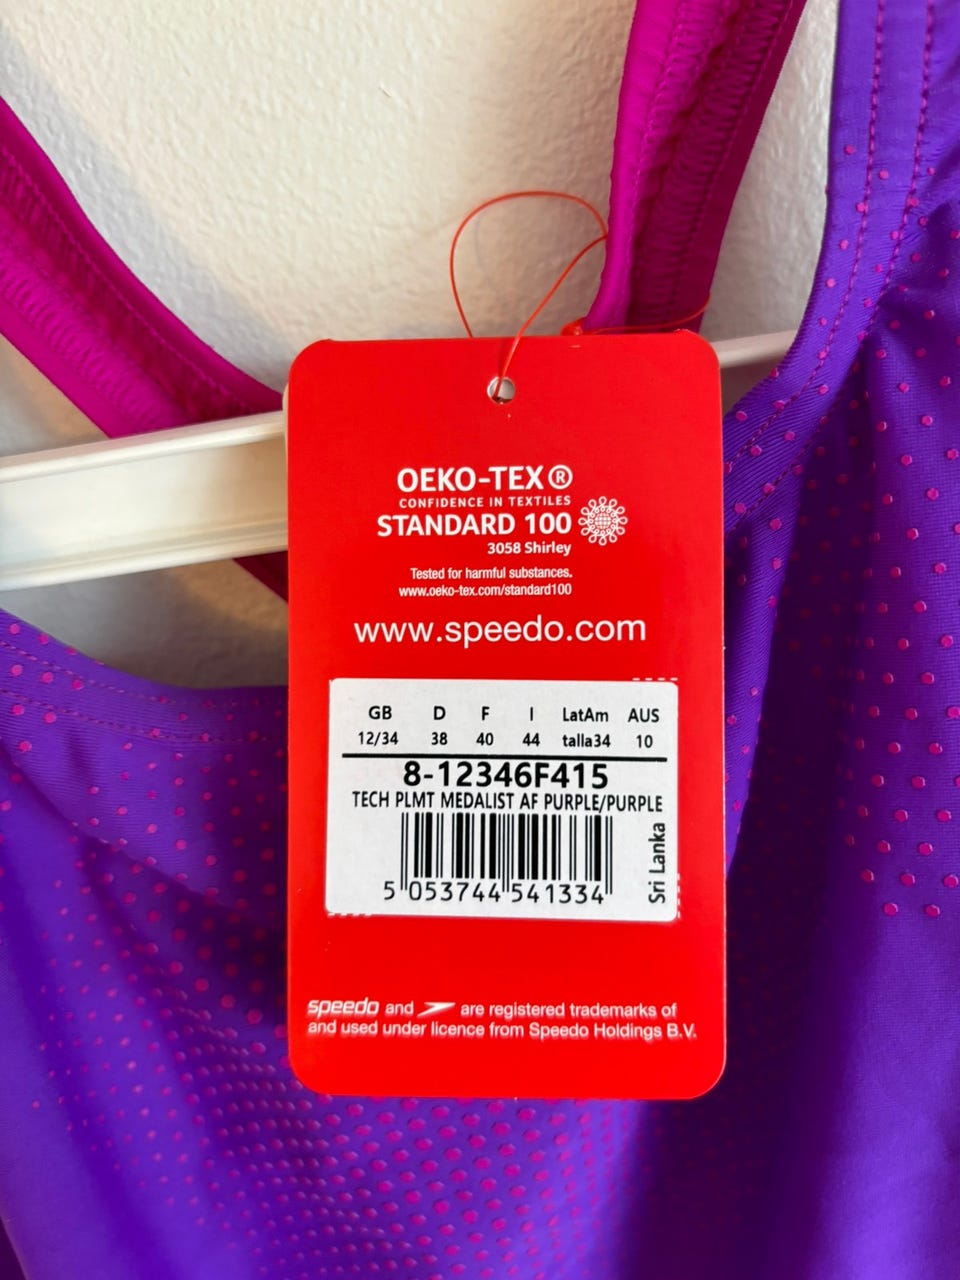 OEKO-TEX®
CONFIDENCE IN TEXTILES
STANDARD 100
3058 Shirley
Tested for harmful substances.
www.oeko-tex.com/standard100
www.speedo.com
GB D F I LatAm AUS
12/34 38 40 44 talla34 10
8-12346F415
TECH PLMT MEDALIST AF PURPLE/PURPLE
Sri Lanka
5 053744 541334
speedo and are registered trademarks of
and used under licence from Speedo Holdings B.V.